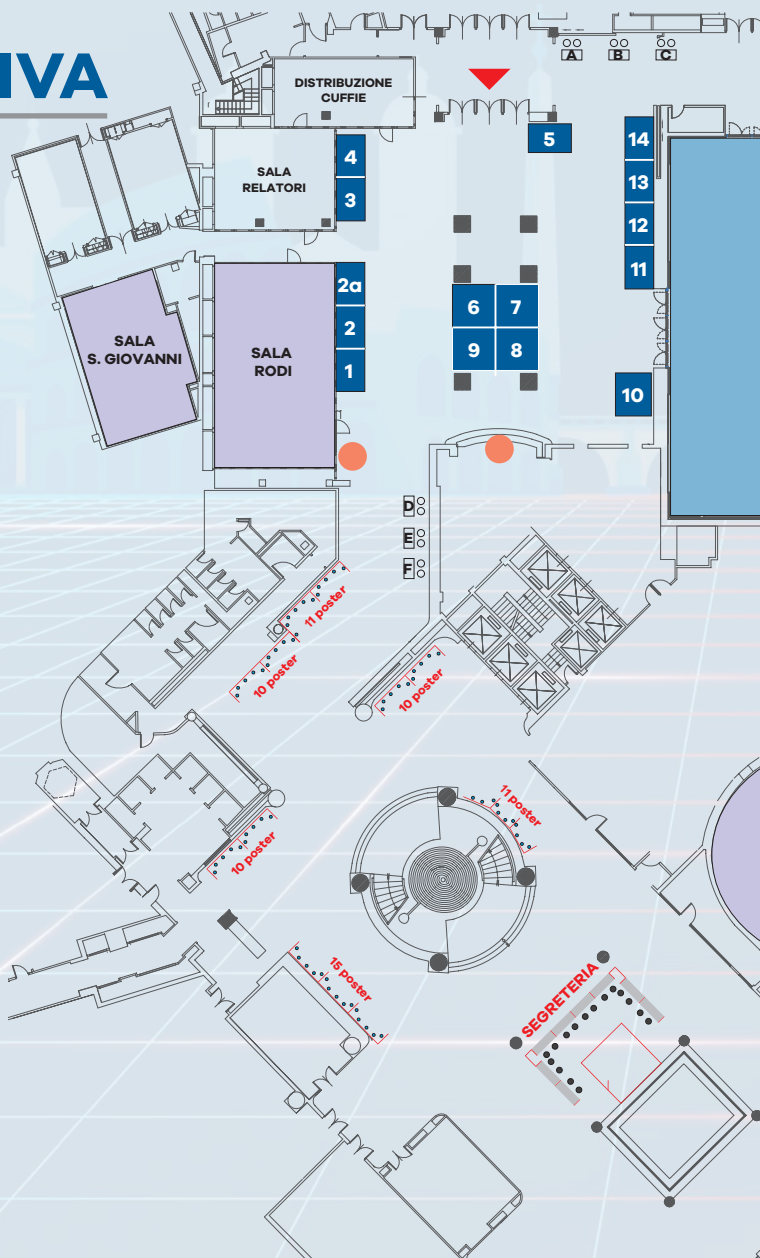 IVA
A
B
C
DISTRIBUZIONE
CUFFIE
5
14
13
12
11
4
3
SALA
RELATORI
2a
2
1
SALA
S. GIOVANNI
SALA
RODI
6
7
9
8
10
D
E
F
11 poster
10 poster
10 poster
11 poster
10 poster
15 poster
SEGRETERIA